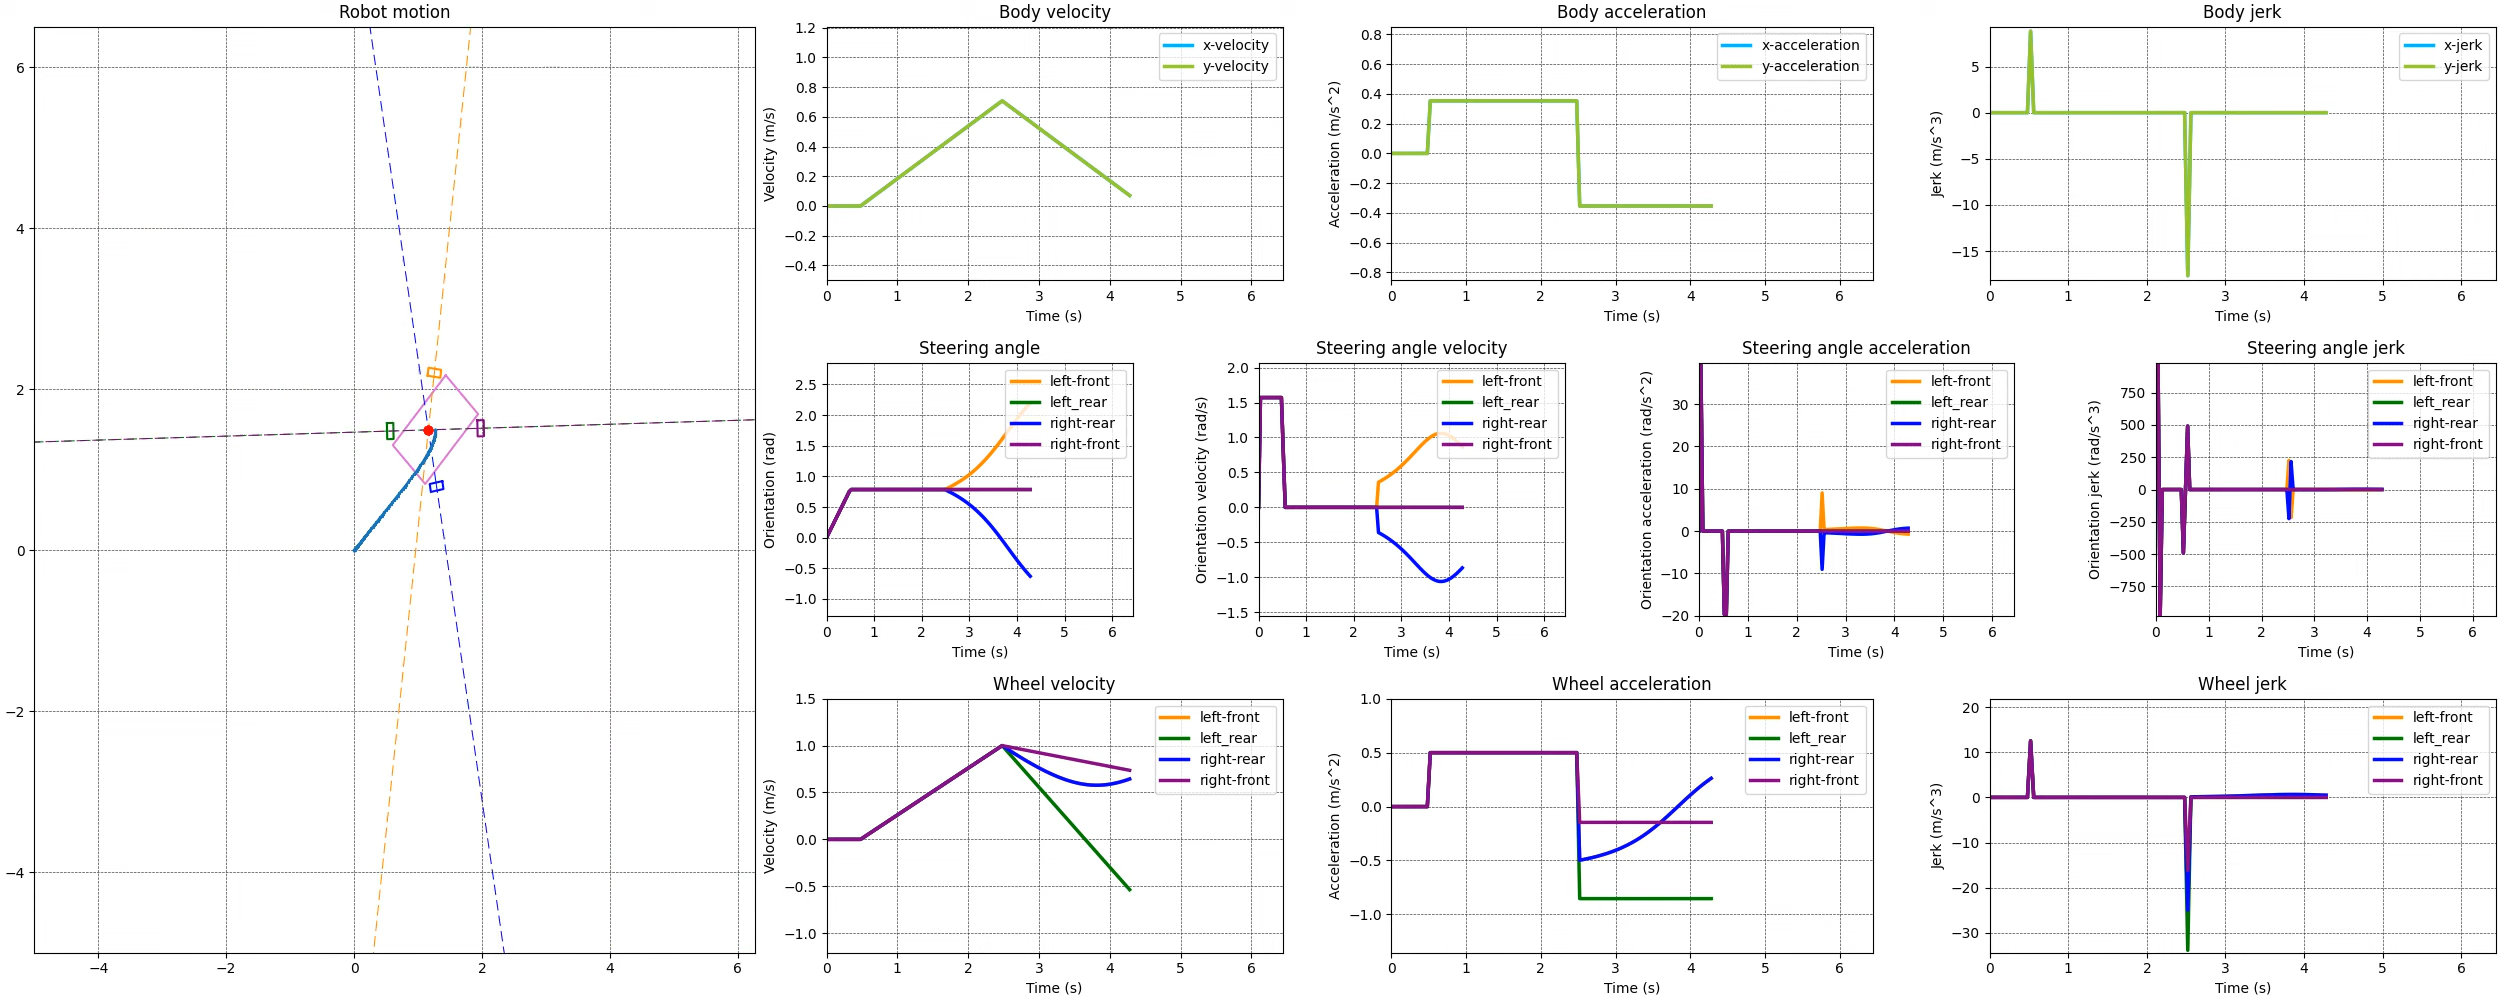 Robot motion
6
4
2
0
−2
−4
−4
−2
0
2
4
6
Body velocity
Velocity (m/s)
1.2
1.0
0.8
0.6
0.4
0.2
0.0
−0.2
−0.4
x-velocity
y-velocity
0
1
2
3
4
5
6
Time (s)
Body acceleration
Acceleration (m/s^2)
0.8
0.6
0.4
0.2
0.0
−0.2
−0.4
−0.6
−0.8
x-acceleration
y-acceleration
0
1
2
3
4
5
6
Time (s)
Body jerk
Jerk (m/s^3)
5
0
−5
−10
−15
x-jerk
y-jerk
0
1
2
3
4
5
6
Time (s)
Steering angle
Orientation (rad)
2.5
2.0
1.5
1.0
0.5
0.0
−0.5
−1.0
left-front
left_rear
right-rear
right-front
0
1
2
3
4
5
6
Time (s)
Steering angle velocity
Orientation velocity (rad/s)
2.0
1.5
1.0
0.5
0.0
−0.5
−1.0
−1.5
left-front
left_rear
right-rear
right-front
0
1
2
3
4
5
6
Time (s)
Steering angle acceleration
Orientation acceleration (rad/s^2)
30
20
10
0
−10
−20
left-front
left_rear
right-rear
right-front
0
1
2
3
4
5
6
Time (s)
Steering angle jerk
Orientation jerk (rad/s^3)
750
500
250
0
−250
−500
−750
left-front
left_rear
right-rear
right-front
0
1
2
3
4
5
6
Time (s)
Wheel velocity
Velocity (m/s)
1.5
1.0
0.5
0.0
−0.5
−1.0
left-front
left_rear
right-rear
right-front
0
1
2
3
4
5
6
Time (s)
Wheel acceleration
Acceleration (m/s^2)
1.0
0.5
0.0
−0.5
−1.0
left-front
left_rear
right-rear
right-front
0
1
2
3
4
5
6
Time (s)
Wheel jerk
Jerk (m/s^3)
20
10
0
−10
−20
−30
left-front
left_rear
right-rear
right-front
0
1
2
3
4
5
6
Time (s)